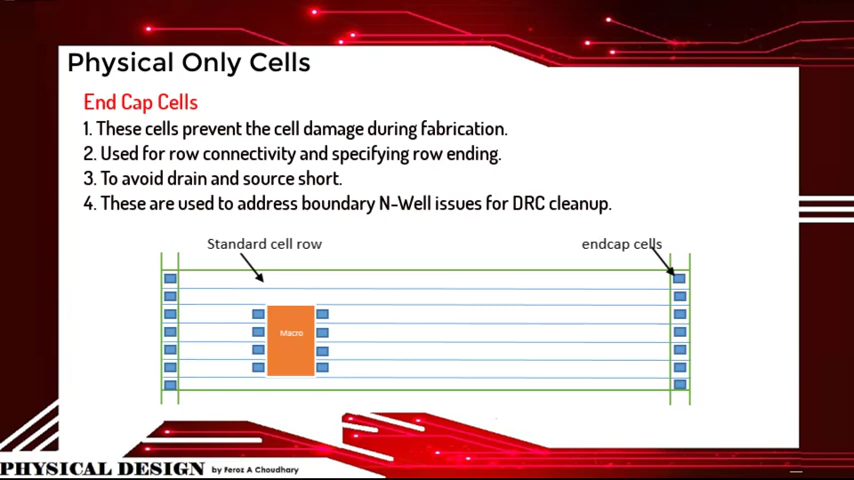 Physical Only Cells
End Cap Cells
1. These cells prevent the cell damage during fabrication.
2. Used for row connectivity and specifying row ending.
3. To avoid drain and source short.
4. These are used to address boundary N-Well issues for DRC cleanup.
Standard cell row
endcap cells
Macro
PHYSICAL DESIGN by Feroz A Choudhary